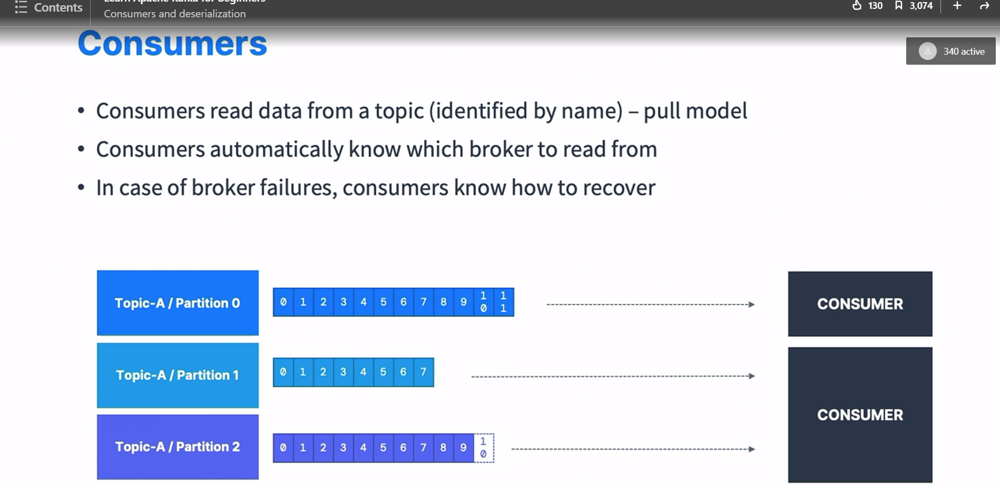 Contents
Learn Apache Kafka for Beginners
Consumers and deserialization
130
3,074
340 active
Consumers
• Consumers read data from a topic (identified by name) – pull model
• Consumers automatically know which broker to read from
• In case of broker failures, consumers know how to recover
Topic-A / Partition 0
0 1 2 3 4 5 6 7 8 9 10 11
CONSUMER
Topic-A / Partition 1
0 1 2 3 4 5 6 7
CONSUMER
Topic-A / Partition 2
0 1 2 3 4 5 6 7 8 9 10